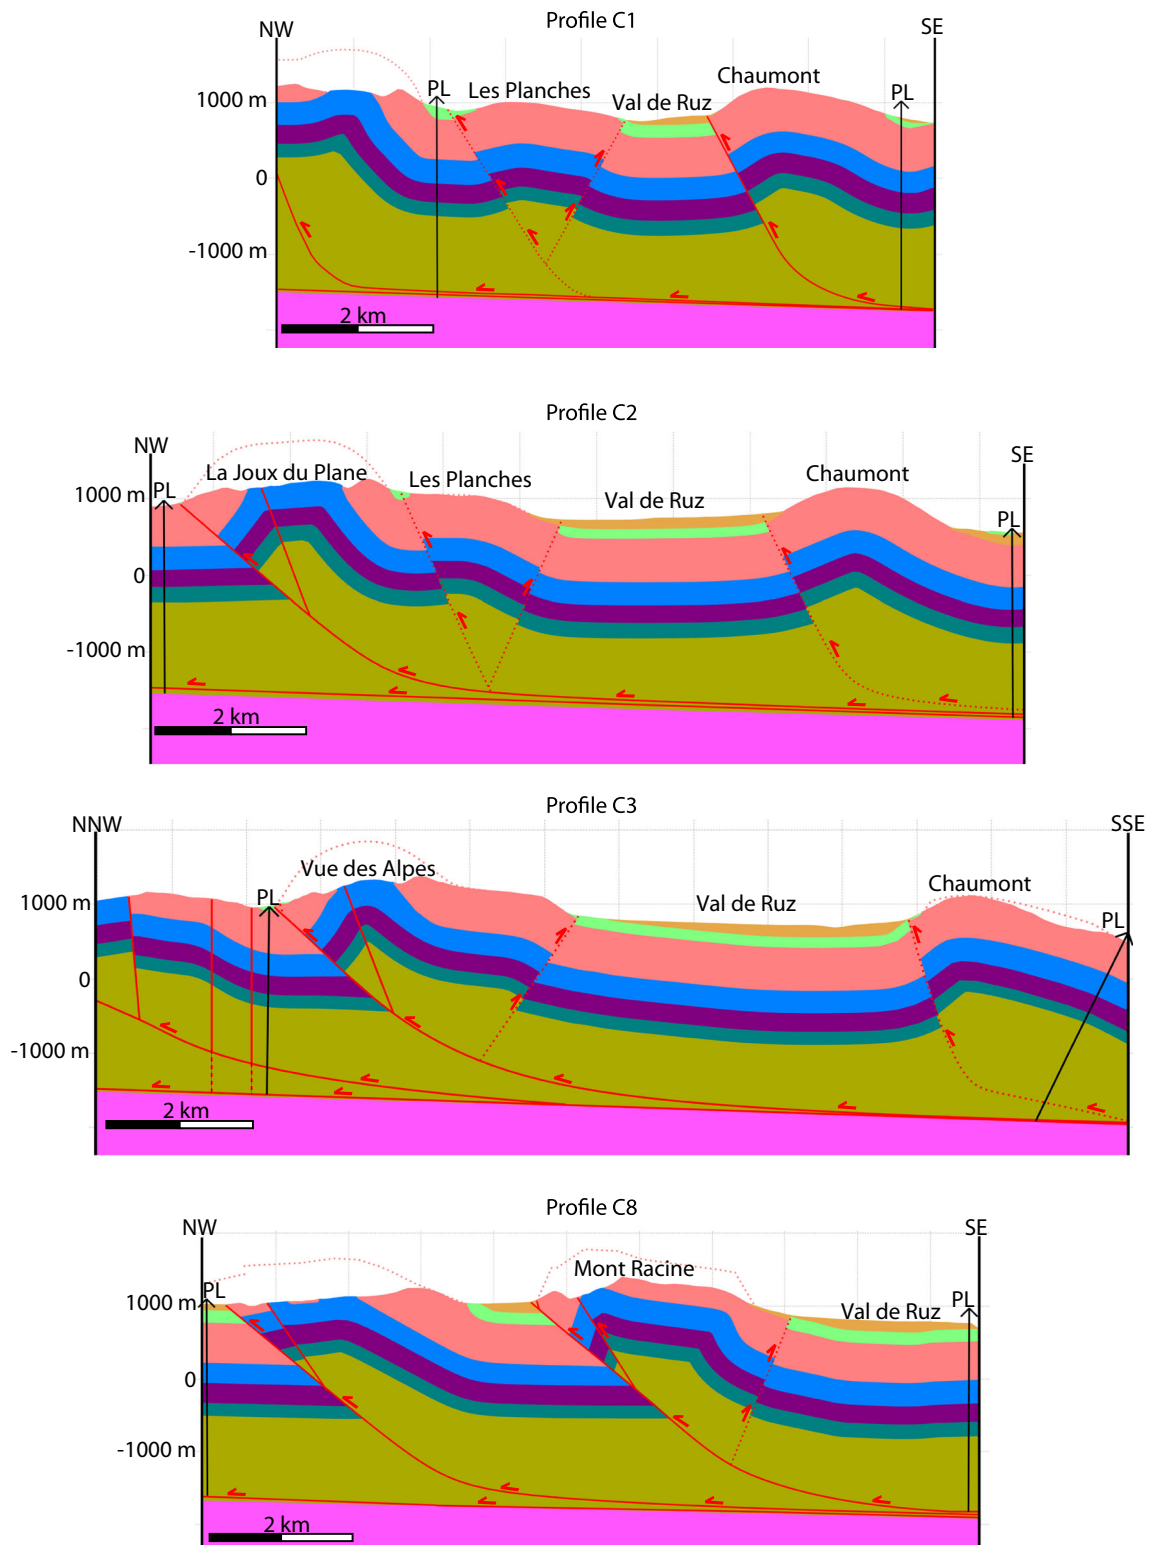 Profile C1
NW
SE
Chaumont
PL
Les Planches
PL
1000 m
Val de Ruz
0
-1000 m
2 km
Profile C2
NW
SE
La Joux du Plane
Les Planches
Chaumont
PL
1000 m
Val de Ruz
PL
0
-1000 m
2 km
Profile C3
NNW
SSE
Vue des Alpes
Chaumont
PL
1000 m
Val de Ruz
PL
0
-1000 m
2 km
Profile C8
NW
SE
Mont Racine
PL
1000 m
Val de Ruz
PL
0
-1000 m
2 km